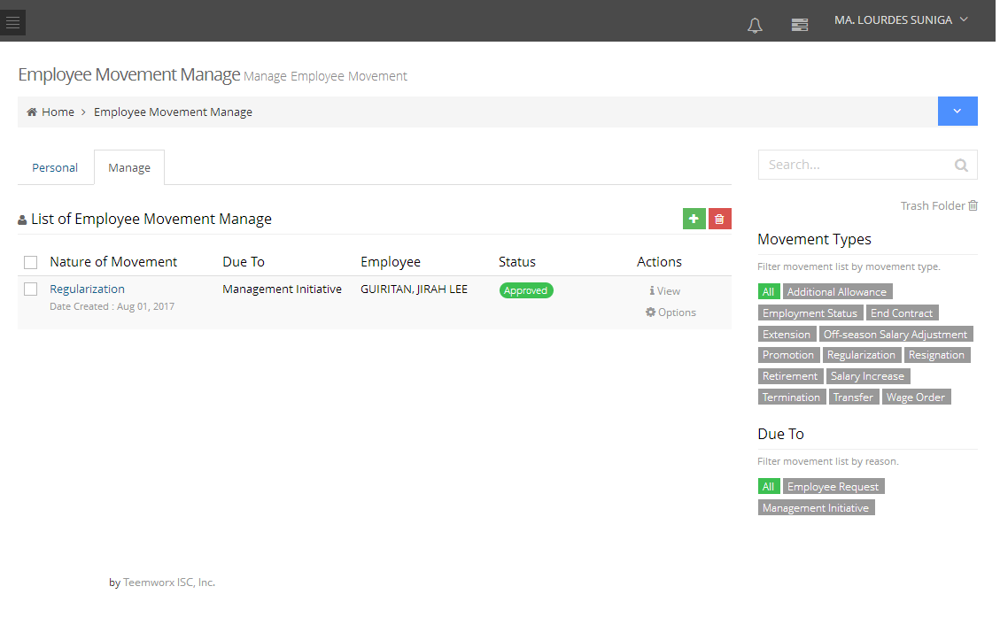 MA. LOURDES SUNIGA
Employee Movement Manage Manage Employee Movement
Home > Employee Movement Manage
Personal Manage
Search...
Trash Folder
List of Employee Movement Manage
Nature of Movement Due To Employee Status Actions
Regularization Management Initiative GUIRITAN, JIRAH LEE Approved View
Date Created : Aug 01, 2017
Options
Movement Types
Filter movement list by movement type.
All Additional Allowance
Employment Status End Contract
Extension Off-season Salary Adjustment
Promotion Regularization Resignation
Retirement Salary Increase
Termination Transfer Wage Order
Due To
Filter movement list by reason.
All Employee Request
Management Initiative
by Teemworx ISC, Inc.